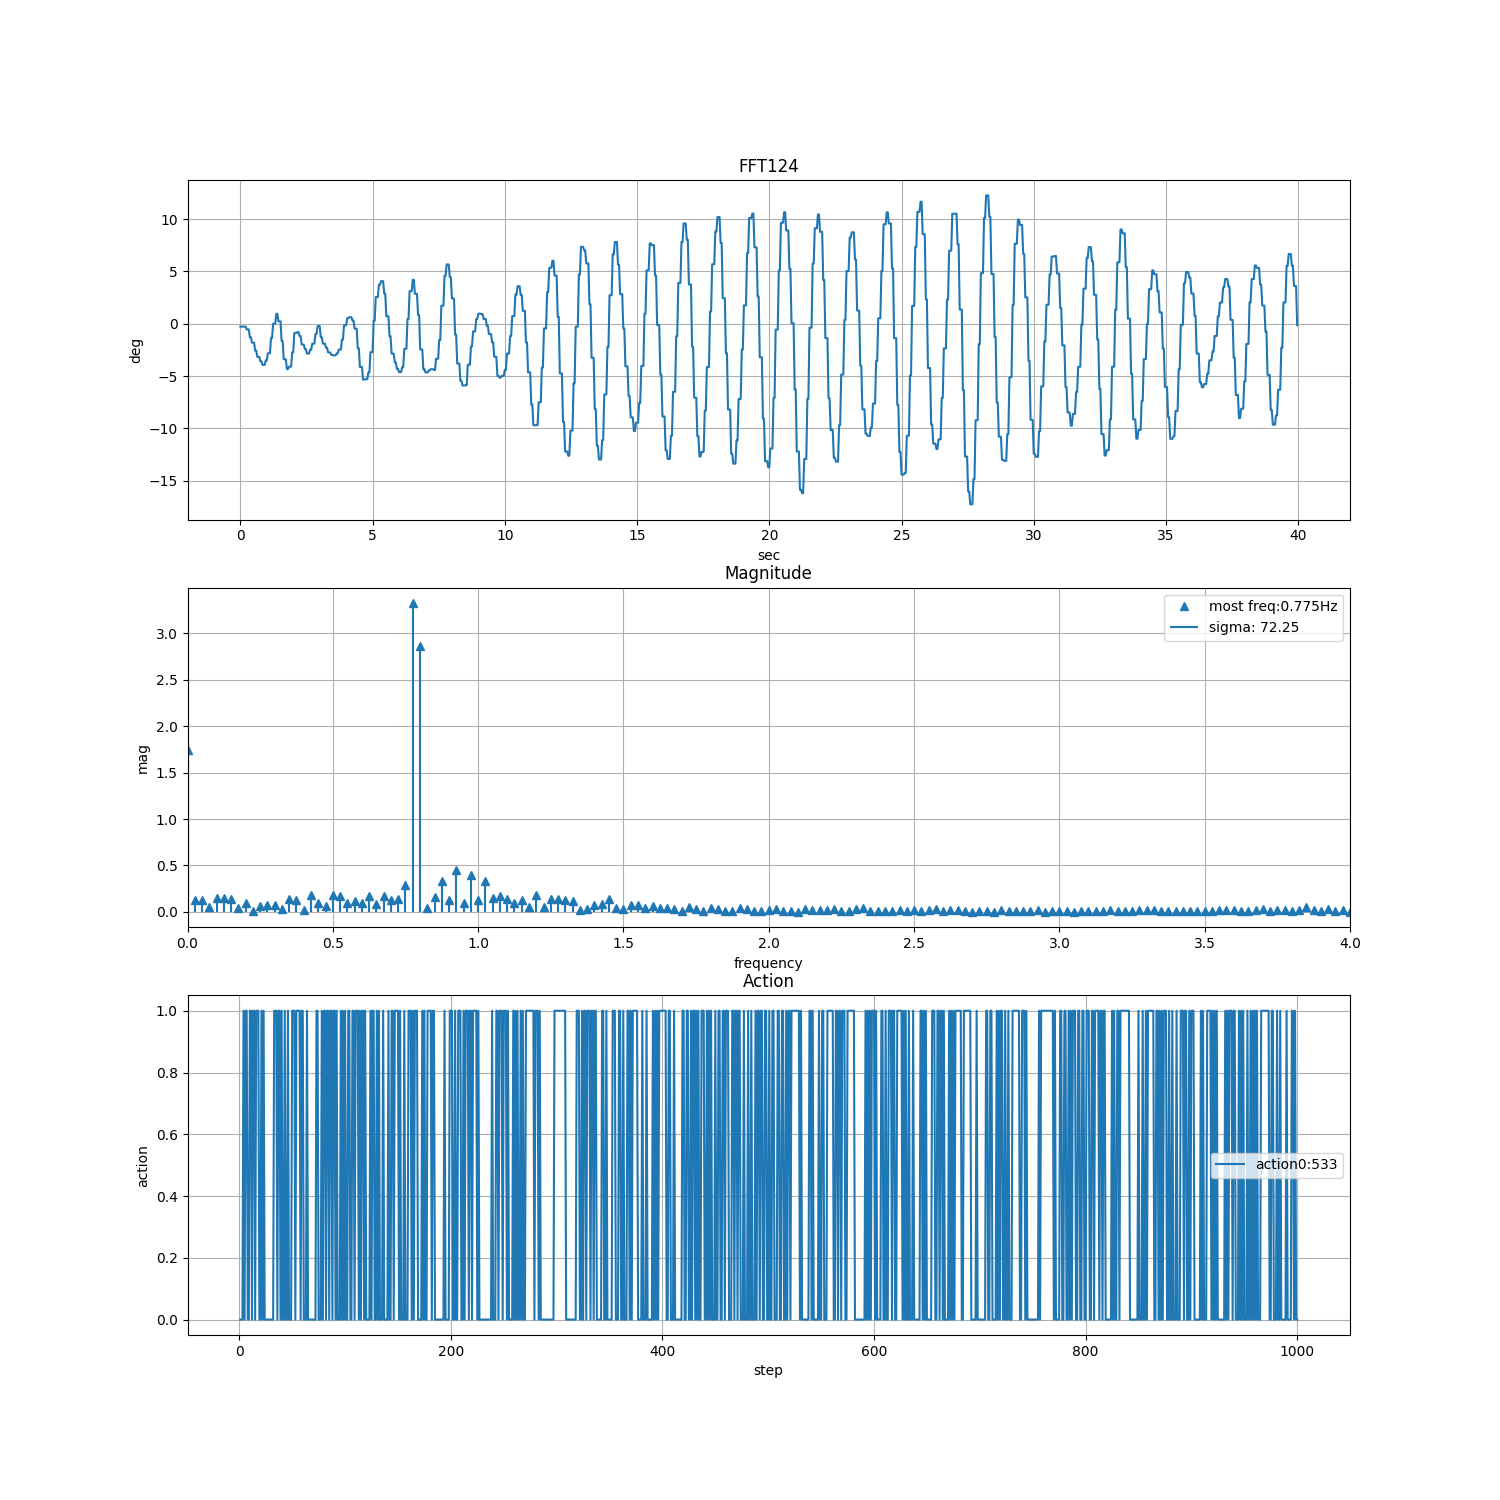 FFT124
10
5
0
−5
−10
−15
deg
0 5 10 15 20 25 30 35 40
sec
Magnitude
most freq:0.775Hz
sigma: 72.25
3.0
2.5
2.0
1.5
1.0
0.5
0.0
mag
0.0 0.5 1.0 1.5 2.0 2.5 3.0 3.5 4.0
frequency
Action
1.0
0.8
0.6
0.4
0.2
0.0
action
action0:533
0 200 400 600 800 1000
step